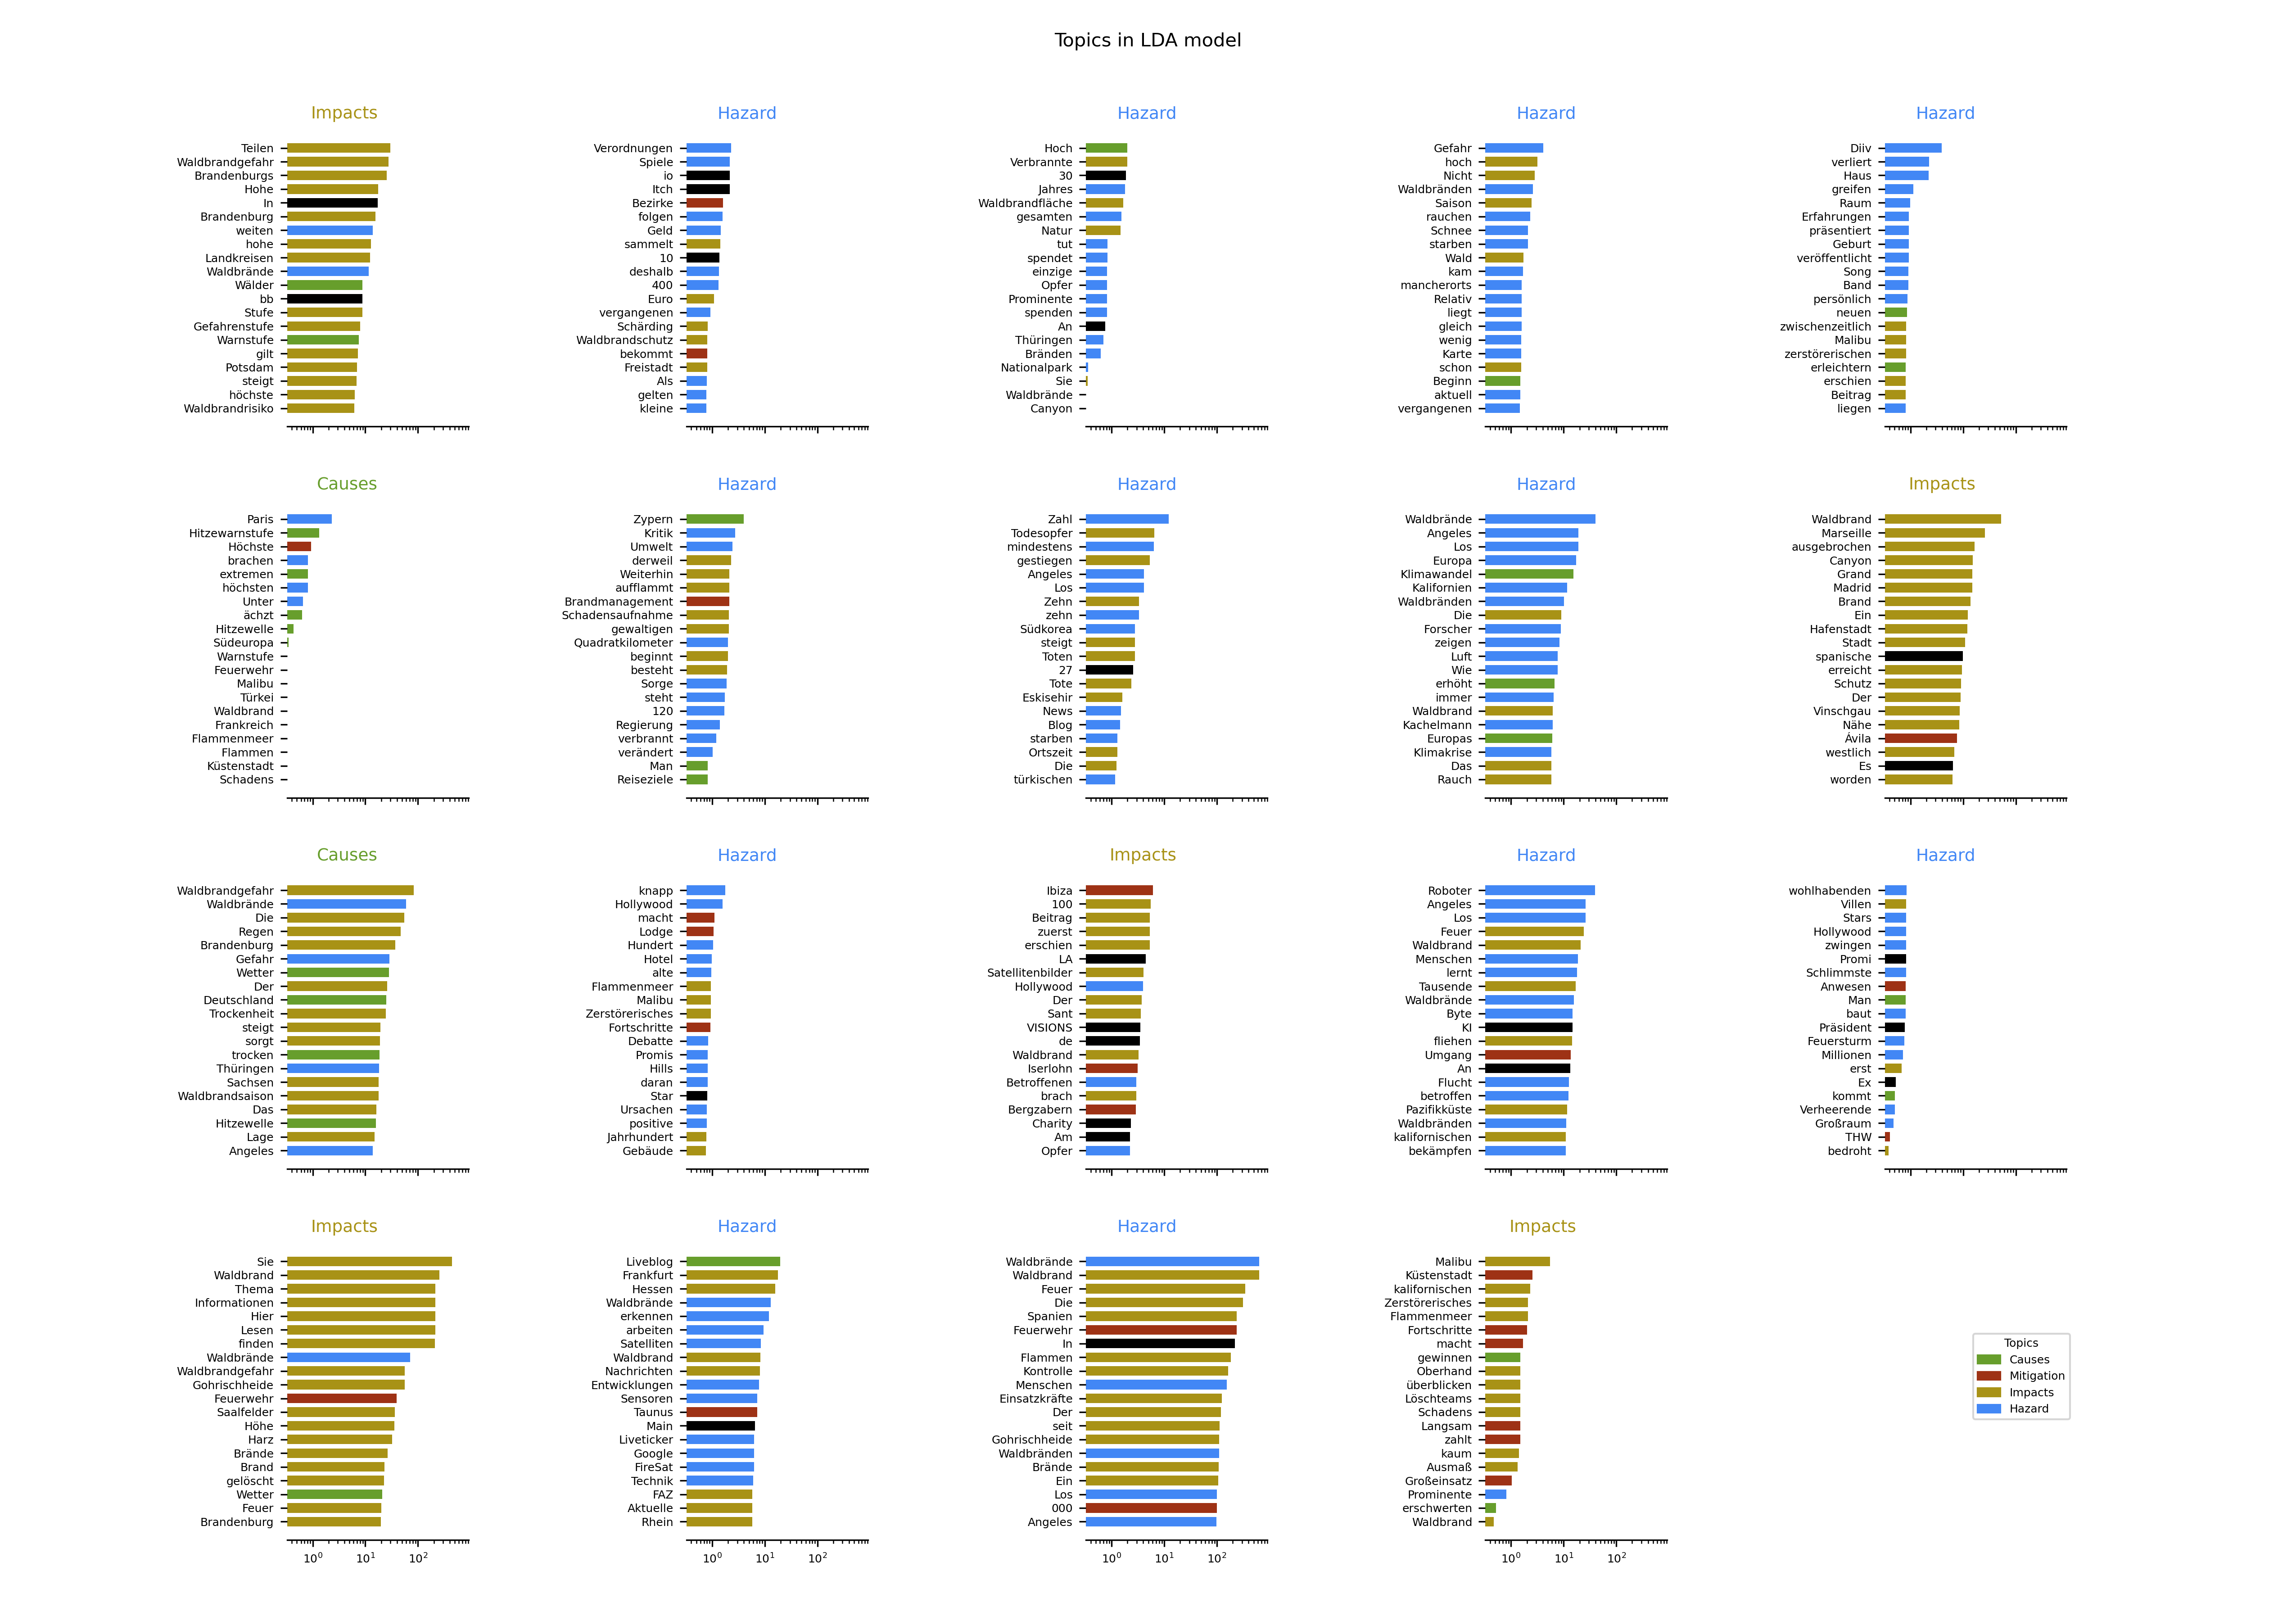 Topics in LDA model
Impacts
Teilen
Waldbrandgefahr
Brandenburgs
Hohe
In
Brandenburg
weiten
hohe
Landkreisen
Waldbrände
Wälder
bb
Stufe
Gefahrenstufe
Warnstufe
gilt
Potsdam
steigt
höchste
Waldbrandrisiko
Hazard
Verordnungen
Spiele
io
Itch
Bezirke
folgen
Geld
sammelt
10
deshalb
400
Euro
vergangenen
Schärding
Waldbrandschutz
bekommt
Freistadt
Als
gelten
kleine
Hazard
Hoch
Verbrannte
30
Jahres
Waldbrandfläche
gesamten
Natur
tut
spendet
einzige
Opfer
Prominente
spenden
An
Thüringen
Bränden
Nationalpark
Sie
Waldbrände
Canyon
Hazard
Gefahr
hoch
Nicht
Waldbränden
Saison
rauchen
Schnee
starben
Wald
kam
mancherorts
Relativ
liegt
gleich
wenig
Karte
schon
Beginn
aktuell
vergangenen
Hazard
Diiv
verliert
Haus
greifen
Raum
Erfahrungen
präsentiert
Geburt
veröffentlicht
Song
Band
persönlich
neuen
zwischenzeitlich
Malibu
zerstörerischen
erleichtern
erschien
Beitrag
liegen
Causes
Paris
Hitzewarnstufe
Höchste
brachen
extremen
höchsten
Unter
ächzt
Hitzewelle
Südeuropa
Warnstufe
Feuerwehr
Malibu
Türkei
Waldbrand
Frankreich
Flammenmeer
Flammen
Küstenstadt
Schadens
Hazard
Zypern
Kritik
Umwelt
derweil
Weiterhin
aufflammt
Brandmanagement
Schadensaufnahme
gewaltigen
Quadratkilometer
beginnt
besteht
Sorge
steht
120
Regierung
verbrannt
verändert
Man
Reiseziele
Hazard
Zahl
Todesopfer
mindestens
gestiegen
Angeles
Los
Zehn
zehn
Südkorea
steigt
Toten
27
Tote
Eskisehir
News
Blog
starben
Ortszeit
Die
türkischen
Hazard
Waldbrände
Angeles
Los
Europa
Klimawandel
Kalifornien
Waldbränden
Die
Forscher
zeigen
Luft
Wie
erhöht
immer
Waldbrand
Kachelmann
Europas
Klimakrise
Das
Rauch
Impacts
Waldbrand
Marseille
ausgebrochen
Canyon
Grand
Madrid
Brand
Ein
Hafenstadt
Stadt
spanische
erreicht
Schutz
Der
Vinschgau
Nähe
Ávila
westlich
Es
worden
Causes
Waldbrandgefahr
Waldbrände
Die
Regen
Brandenburg
Gefahr
Wetter
Der
Deutschland
Trockenheit
steigt
sorgt
trocken
Thüringen
Sachsen
Waldbrandsaison
Das
Hitzewelle
Lage
Angeles
Hazard
knapp
Hollywood
macht
Lodge
Hundert
Hotel
alte
Flammenmeer
Malibu
Zerstörerisches
Fortschritte
Debatte
Promis
Hills
daran
Star
Ursachen
positive
Jahrhundert
Gebäude
Impacts
Ibiza
100
Beitrag
zuerst
erschien
LA
Satellitenbilder
Hollywood
Der
Sant
VISIONS
de
Waldbrand
Iserlohn
Betroffenen
brach
Bergzabern
Charity
Am
Opfer
Hazard
Roboter
Angeles
Los
Feuer
Waldbrand
Menschen
lernt
Tausende
Waldbrände
Byte
KI
fliehen
Umgang
An
Flucht
betroffen
Pazifikküste
Waldbränden
kalifornischen
bekämpfen
Hazard
wohlhabenden
Villen
Stars
Hollywood
zwingen
Promi
Schlimmste
Anwesen
Man
baut
Präsident
Feuersturm
Millionen
erst
Ex
kommt
Verheerende
Großraum
THW
bedroht
Impacts
Sie
Waldbrand
Thema
Informationen
Hier
Lesen
finden
Waldbrände
Waldbrandgefahr
Gohrischheide
Feuerwehr
Saalfelder
Höhe
Harz
Brände
Brand
gelöscht
Wetter
Feuer
Brandenburg
10⁰ 10¹ 10²
Hazard
Liveblog
Frankfurt
Hessen
Waldbrände
erkennen
arbeiten
Satelliten
Waldbrand
Nachrichten
Entwicklungen
Sensoren
Taunus
Main
Liveticker
Google
FireSat
Technik
FAZ
Aktuelle
Rhein
10⁰ 10¹ 10²
Hazard
Waldbrände
Waldbrand
Feuer
Die
Spanien
Feuerwehr
In
Flammen
Kontrolle
Menschen
Einsatzkräfte
Der
seit
Gohrischheide
Waldbränden
Brände
Ein
Los
000
Angeles
10⁰ 10¹ 10²
Impacts
Malibu
Küstenstadt
kalifornischen
Zerstörerisches
Flammenmeer
Fortschritte
macht
gewinnen
Oberhand
überblicken
Löschteams
Schadens
Langsam
zahlt
kaum
Ausmaß
Großeinsatz
Prominente
erschwerten
Waldbrand
10⁰ 10¹ 10²
Topics
Causes
Mitigation
Impacts
Hazard